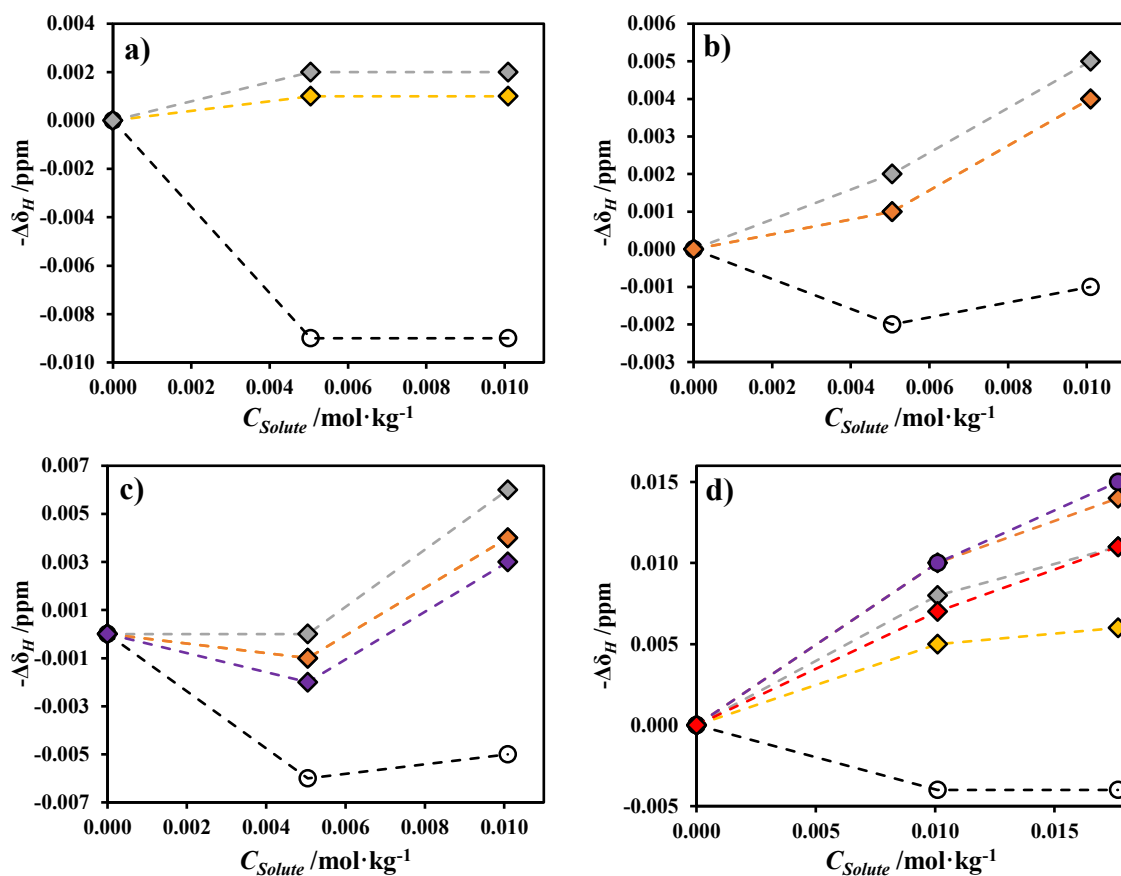 a)
0.004
0.002
0.000
-0.002
-0.004
-0.006
-0.008
-0.010
-Δδ_H /ppm
0.000 0.002 0.004 0.006 0.008 0.010
C_Solute /mol·kg⁻¹
b)
0.006
0.005
0.004
0.003
0.002
0.001
0.000
-0.001
-0.002
-0.003
-Δδ_H /ppm
0.000 0.002 0.004 0.006 0.008 0.010
C_Solute /mol·kg⁻¹
c)
0.007
0.005
0.003
0.001
-0.001
-0.003
-0.005
-0.007
-Δδ_H /ppm
0.000 0.002 0.004 0.006 0.008 0.010
C_Solute /mol·kg⁻¹
d)
0.015
0.010
0.005
0.000
-0.005
-Δδ_H /ppm
0.000 0.005 0.010 0.015
C_Solute /mol·kg⁻¹